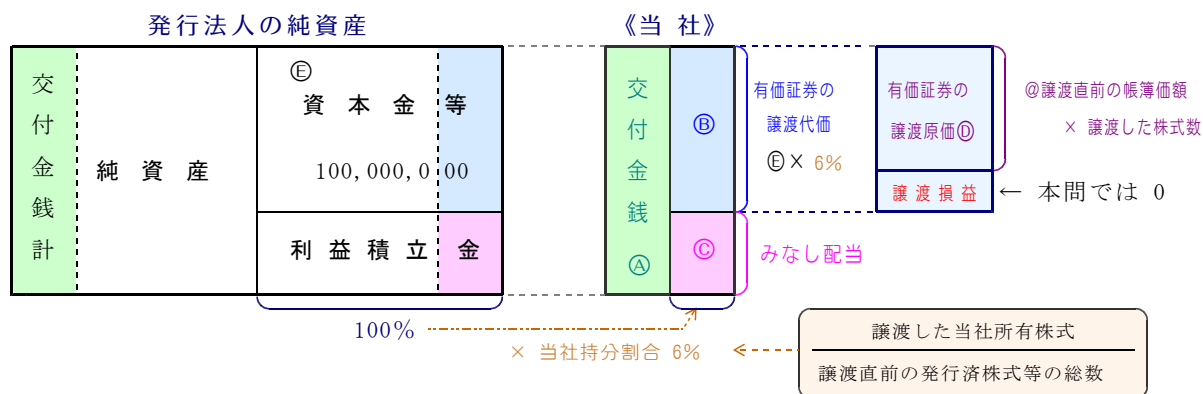 発行法人の純資産
《当 社》
交付金銭計
純 資 産
Ⓔ
資 本 金 等
100,000,000
利 益 積 立 金
交付金銭 Ⓐ
Ⓑ
Ⓒ
有価証券の
譲渡代価
Ⓔ× 6%
みなし配当
有価証券の
譲渡原価Ⓓ
譲 渡 損 益
@譲渡直前の帳簿価額
× 譲渡した株式数
← 本問では 0
100%
× 当社持分割合 6%
譲渡した当社所有株式
譲渡直前の発行済株式等の総数